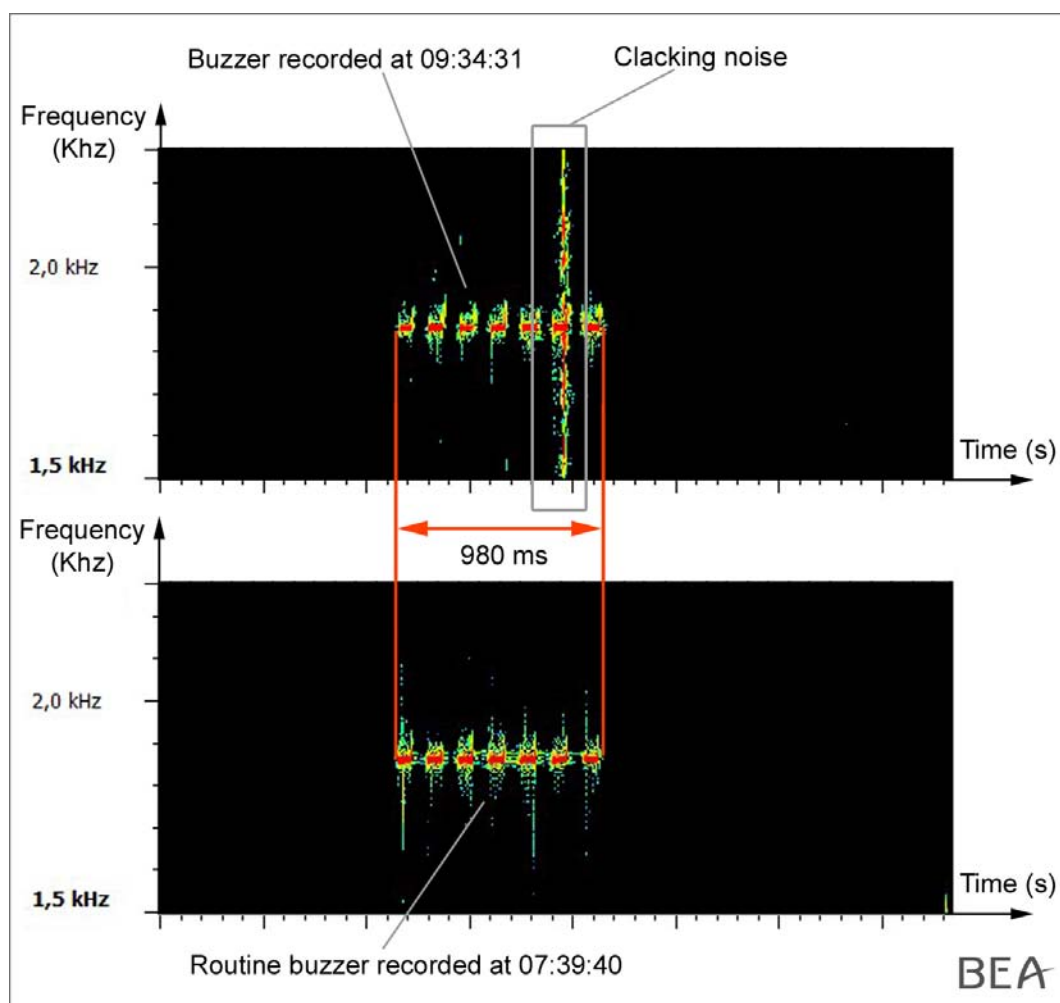 Buzzer recorded at 09:34:31
Clacking noise
Frequency
(Khz)
2,0 kHz
1,5 kHz
Time (s)
Frequency
(Khz)
980 ms
2,0 kHz
1,5 kHz
Time (s)
Routine buzzer recorded at 07:39:40
BEA